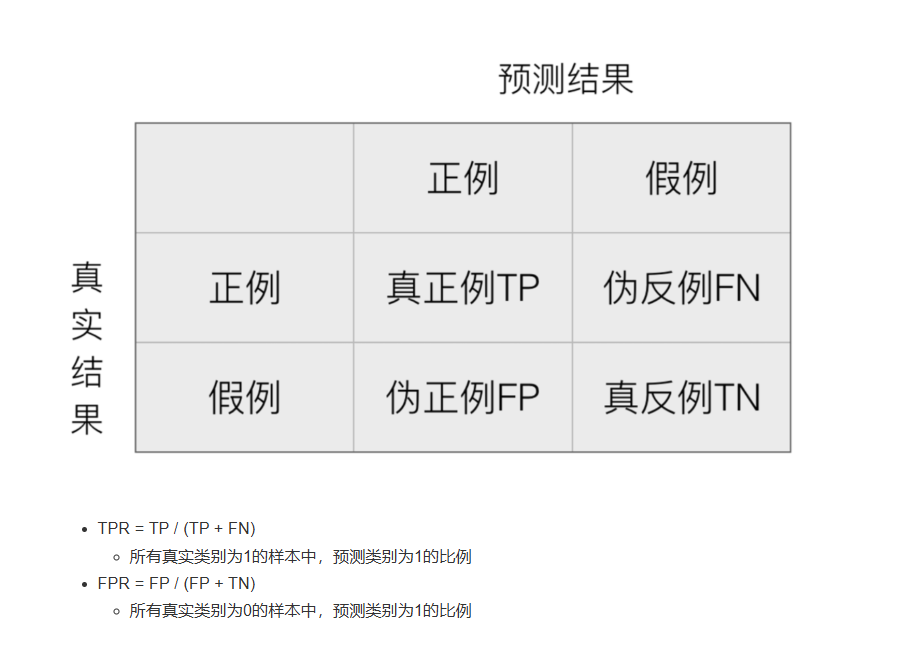 预测结果
正例 假例
真实结果
正例 真正例TP 伪反例FN
假例 伪正例FP 真反例TN
TPR = TP / (TP + FN)
所有真实类别为1的样本中，预测类别为1的比例
FPR = FP / (FP + TN)
所有真实类别为0的样本中，预测类别为1的比例